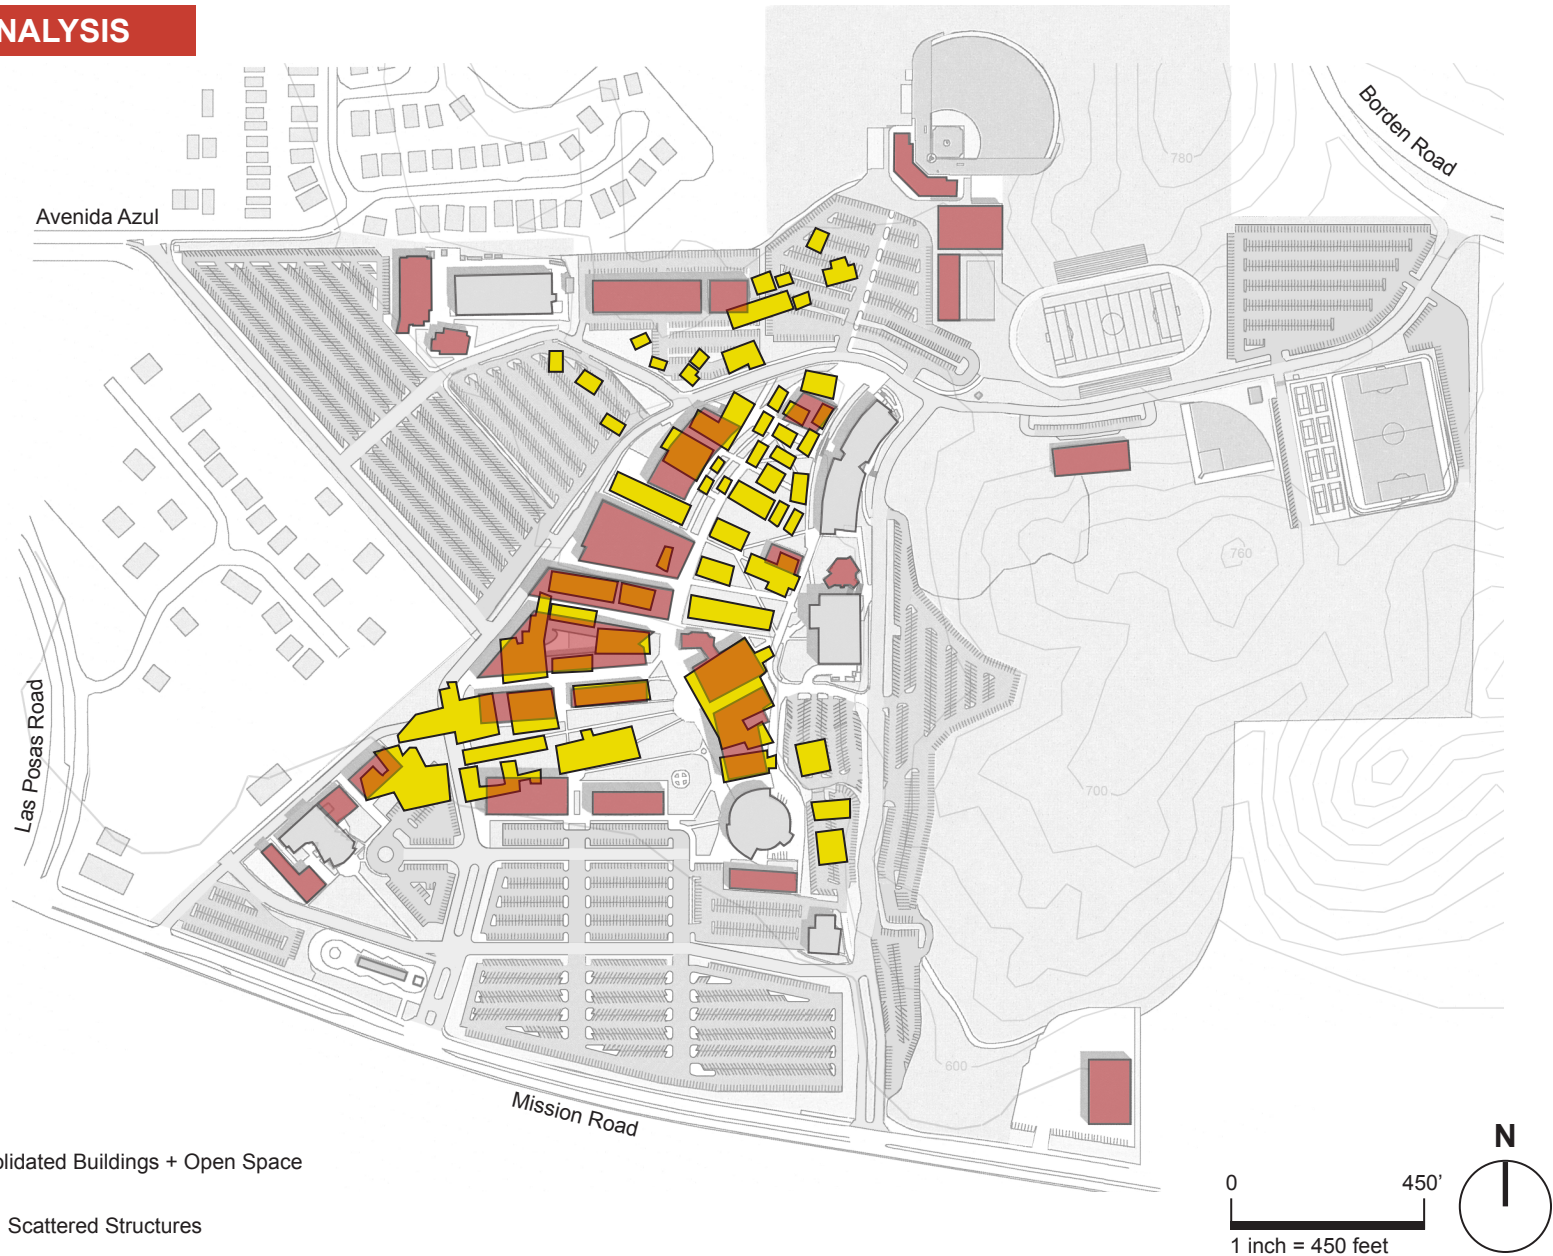 NALYSIS
Borden Road
780
Avenida Azul
760
Las Posas Road
700
600
Mission Road
olidated Buildings + Open Space
Scattered Structures
N
0 450’
1 inch = 450 feet